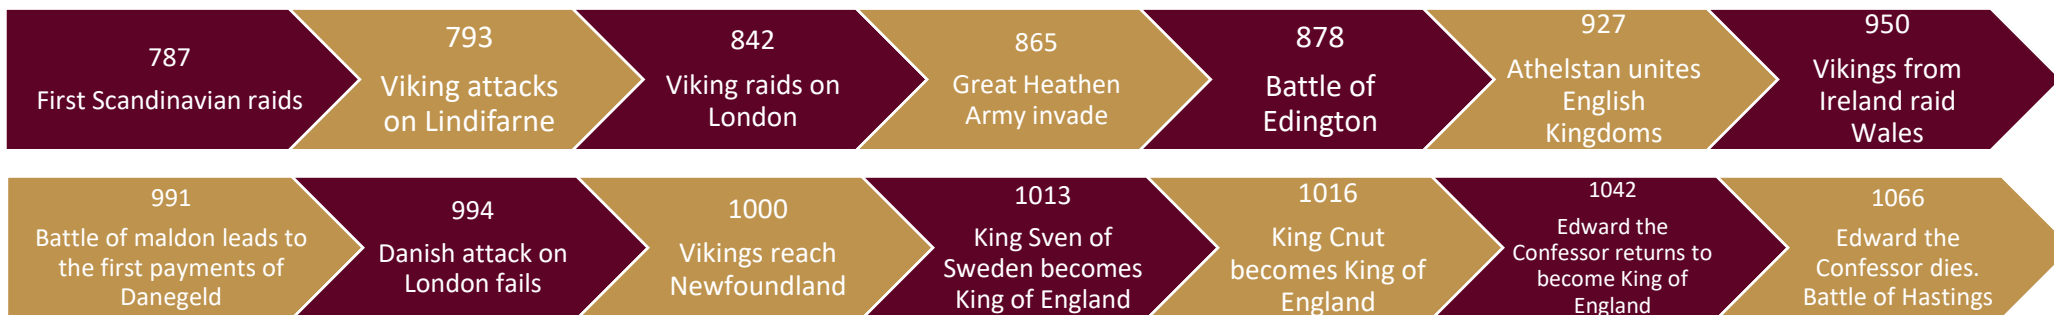 787
First Scandinavian raids
793
Viking attacks
on Lindifarne
842
Viking raids on
London
865
Great Heathen
Army invade
878
Battle of
Edington
927
Athelstan unites
English
Kingdoms
950
Vikings from
Ireland raid
Wales
991
Battle of maldon leads to
the first payments of
Danegeld
994
Danish attack on
London fails
1000
Vikings reach
Newfoundland
1013
King Sven of
Sweden becomes
King of England
1016
King Cnut
becomes King of
England
1042
Edward the
Confessor returns to
become King of
England
1066
Edward the
Confessor dies.
Battle of Hastings